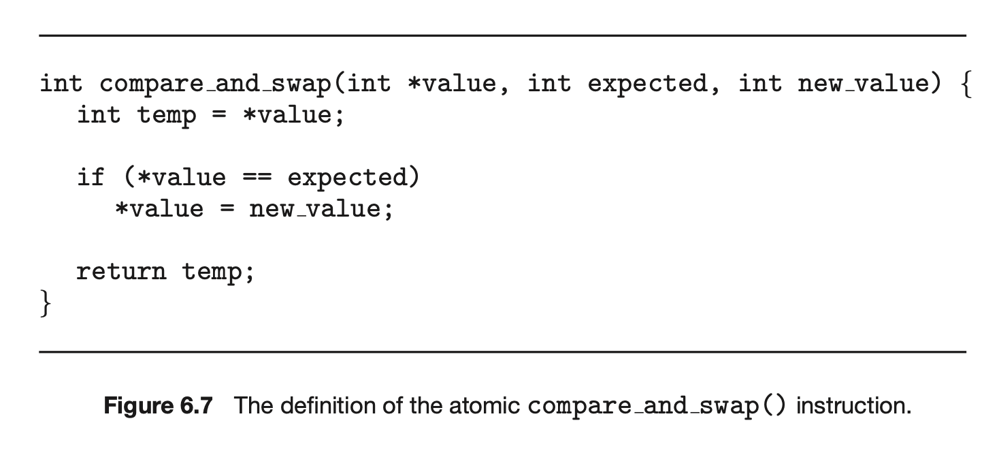 int compare_and_swap(int *value, int expected, int new_value) {
int temp = *value;
if (*value == expected)
*value = new_value;
return temp;
}
Figure 6.7 The definition of the atomic compare_and_swap() instruction.